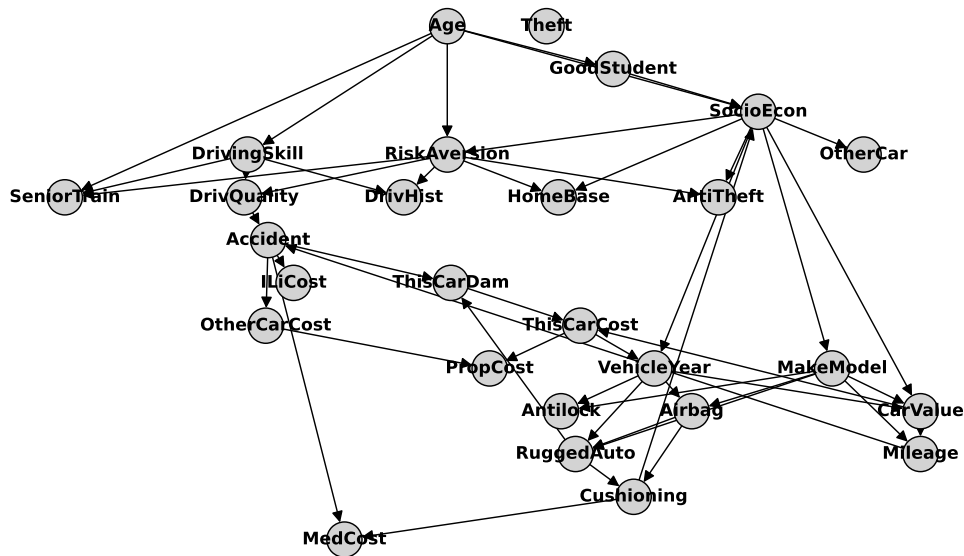 Age
Theft
GoodStudent
SocioEcon
DrivingSkill
RiskAversion
OtherCar
SeniorTrain
DrivQuality
DrivHist
HomeBase
AntiTheft
Accident
ILiCost
ThisCarDam
OtherCarCost
ThisCarCost
PropCost
VehicleYear
MakeModel
Antilock
Airbag
CarValue
RuggedAuto
Mileage
Cushioning
MedCost